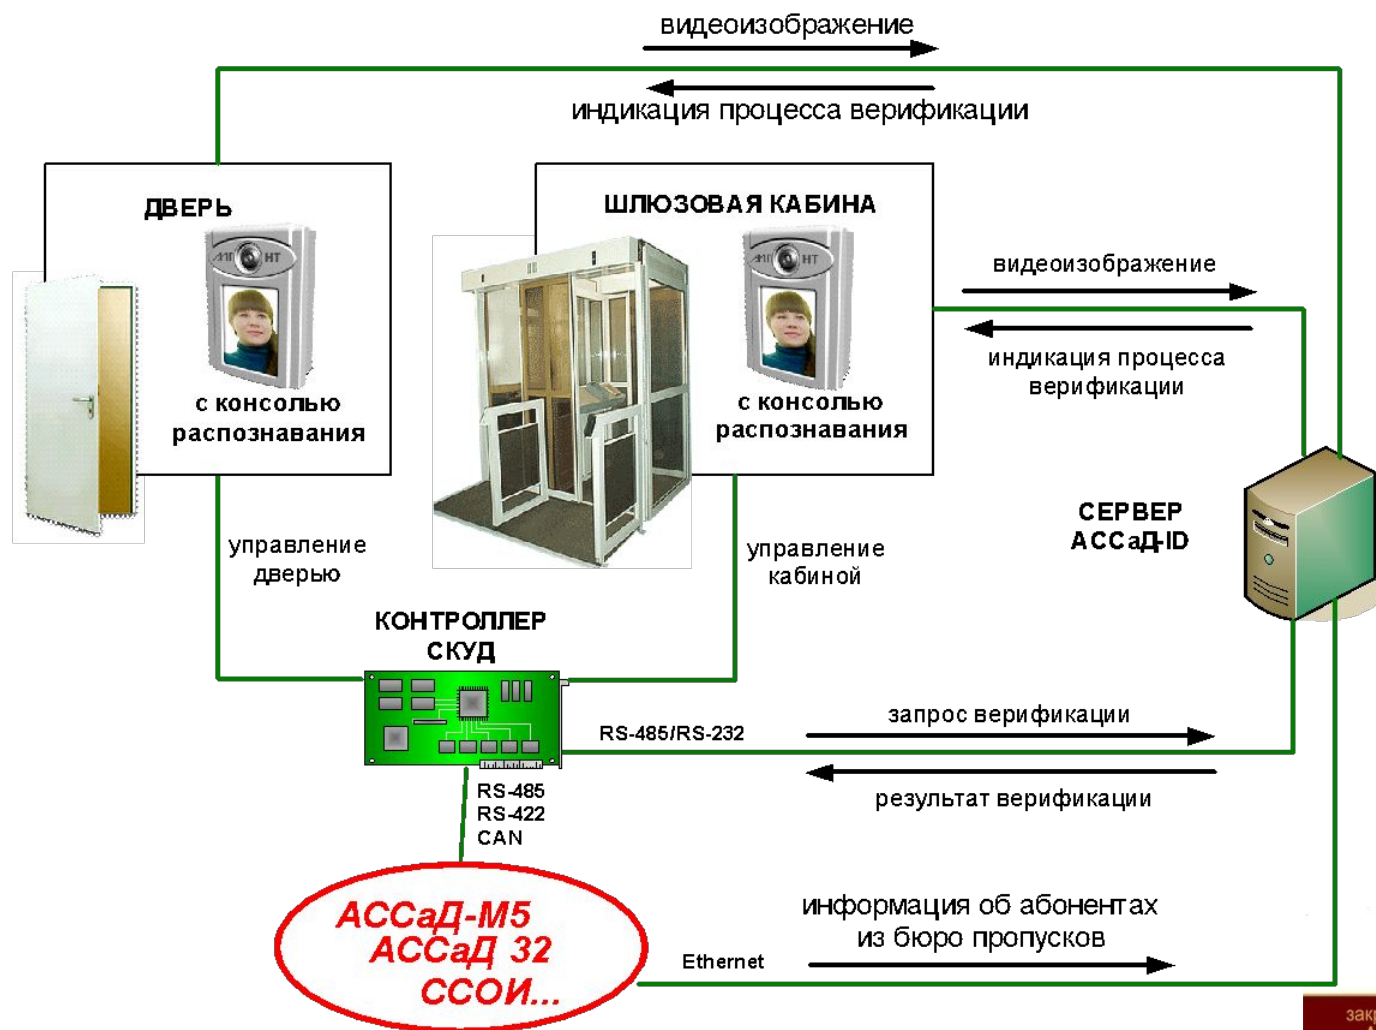 видеоизображение
индикация процесса верификации
ДВЕРЬ
НТ
с консолью
распознавания
ШЛЮЗОВАЯ КАБИНА
НТ
с консолью
распознавания
видеоизображение
индикация процесса
верификации
СЕРВЕР
АССаД-ID
управление
дверью
управление
кабиной
КОНТРОЛЛЕР
СКУД
RS-485/RS-232
запрос верификации
результат верификации
RS-485
RS-422
CAN
АССаД-М5
АССаД 32
ССОИ...
информация об абонентах
из бюро пропусков
Ethernet